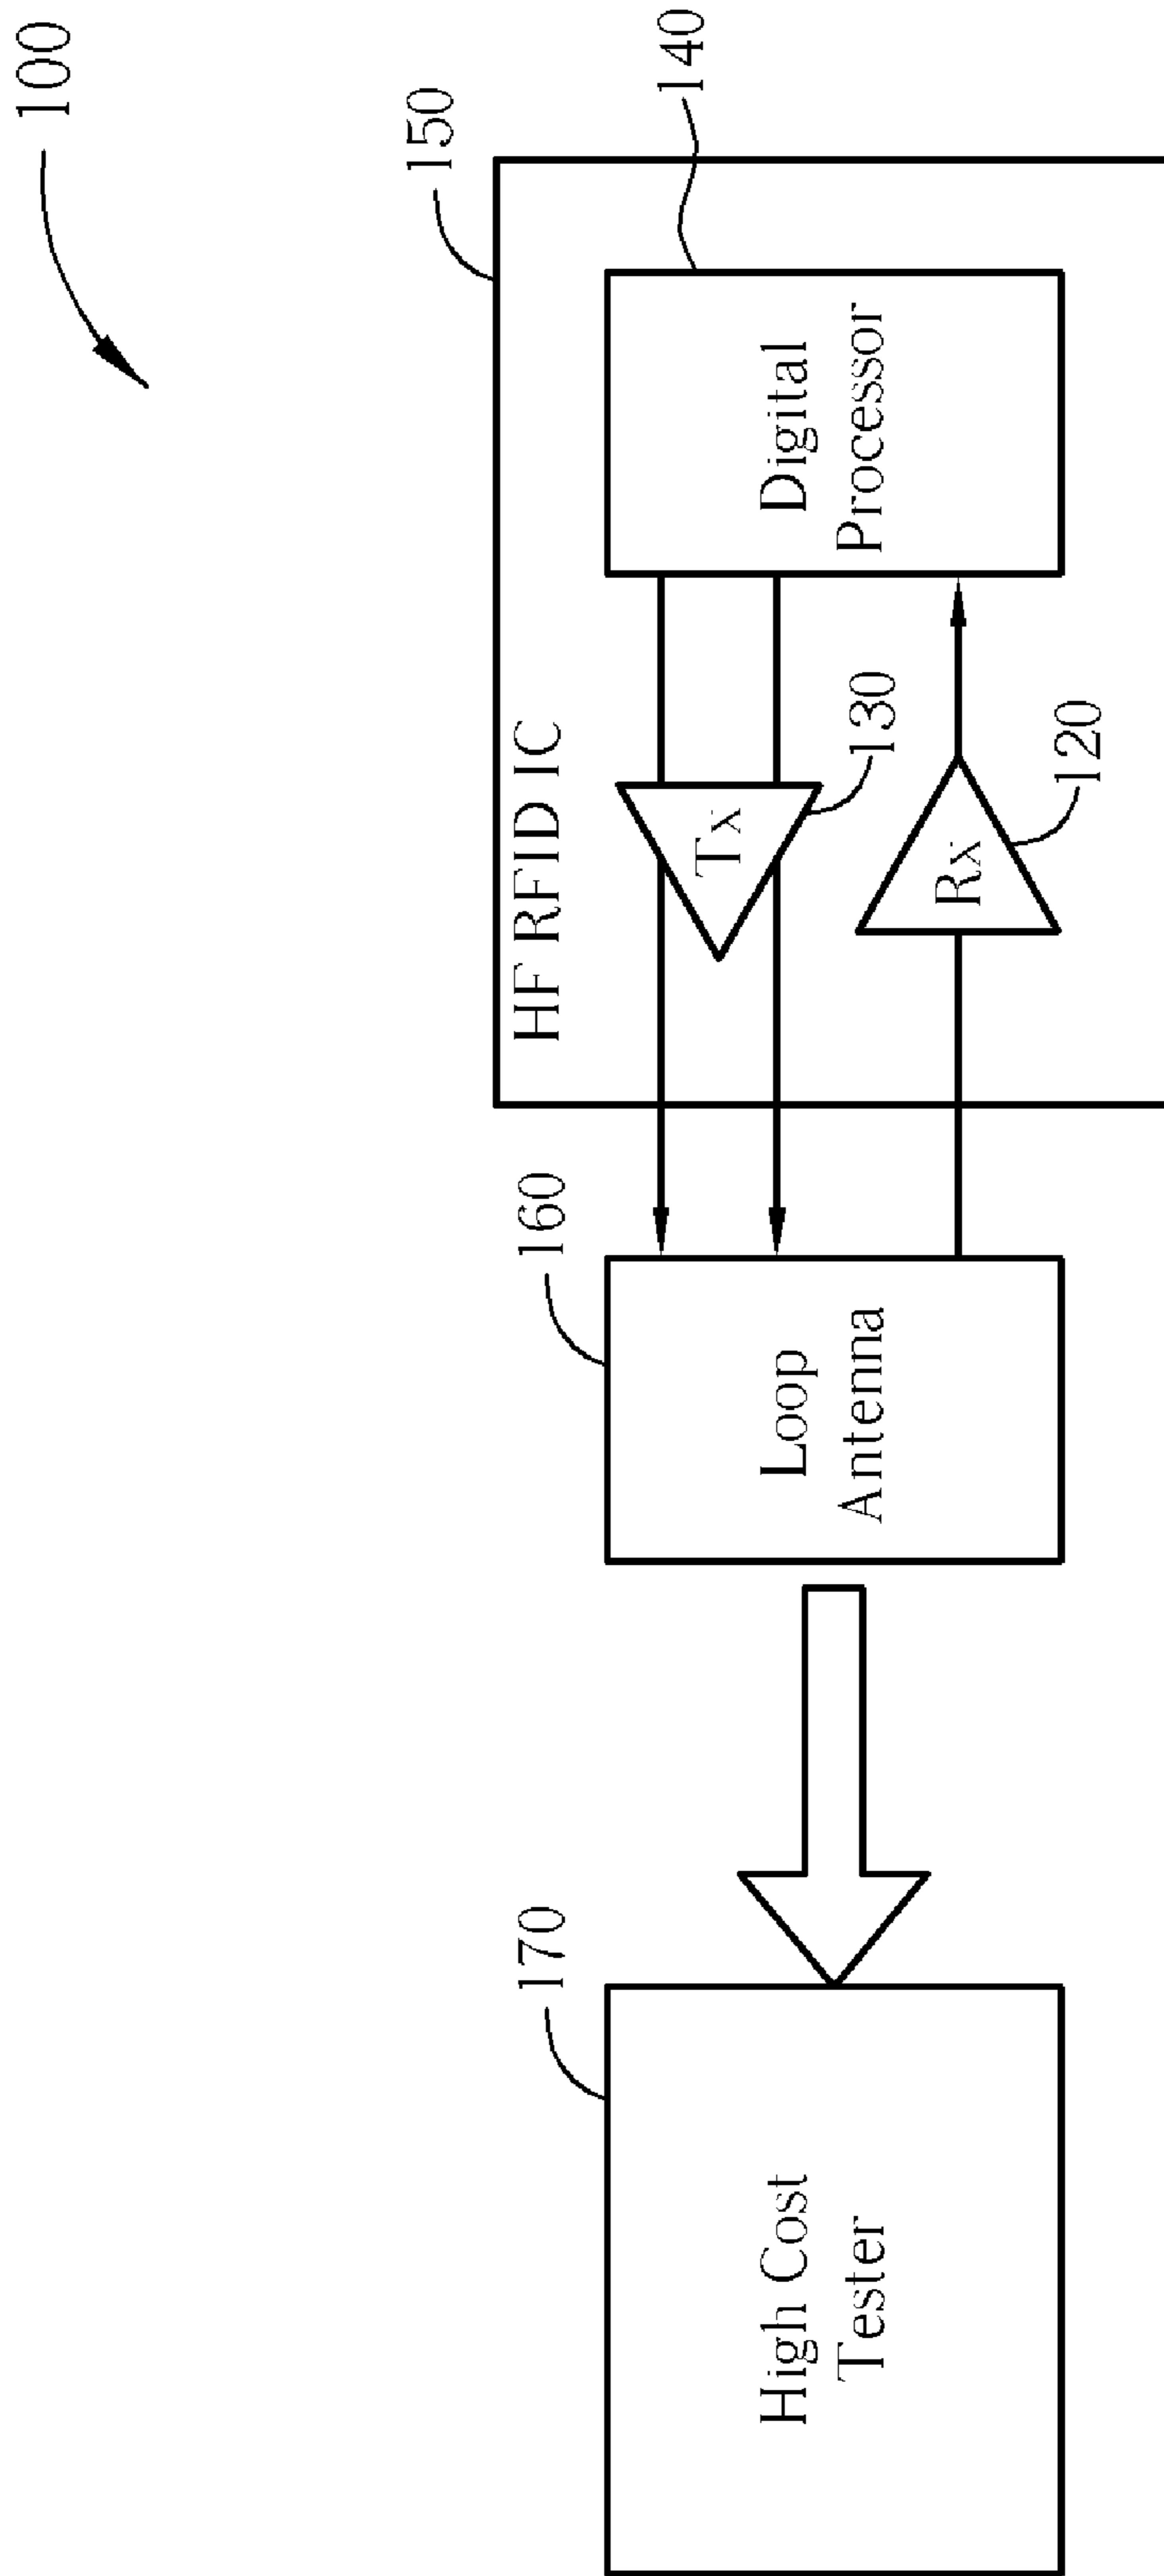 100
150
140
HF RFID IC
Digital
Processor
Tx
130
Rx
120
160
Loop
Antenna
170
High Cost
Tester